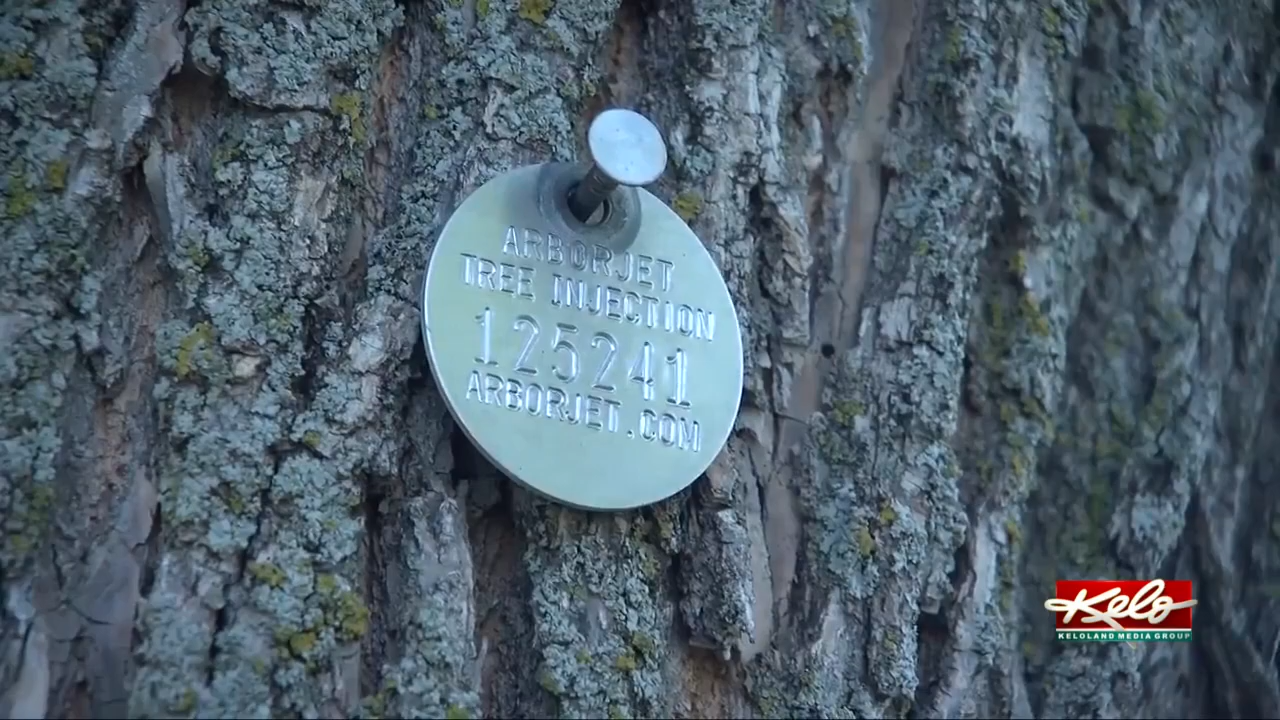 ARBORJET
TREE INJECTION
125241
ARBORJET.COM
Kelo
KELOLAND MEDIA GROUP